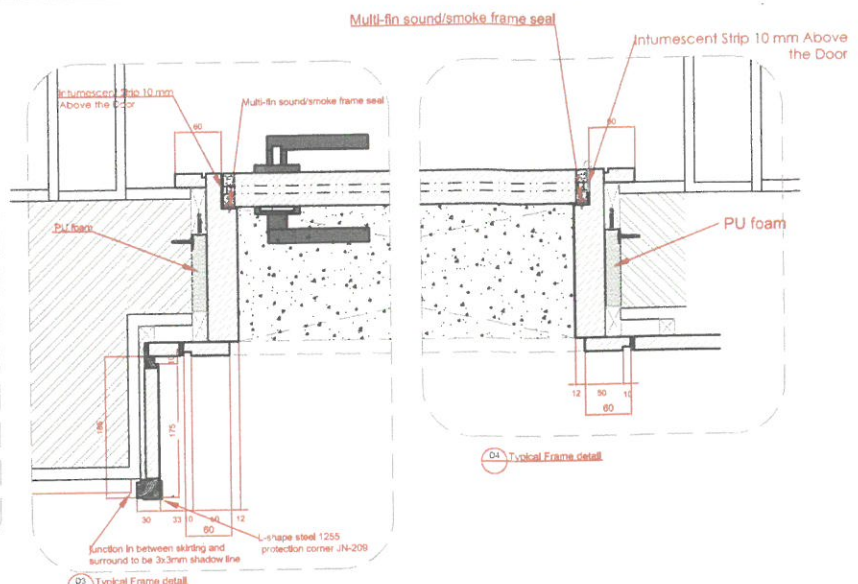 Multi-fin sound/smoke frame seal
Intumescent Strip 10 mm Above
the Door
Intumescent Strip 10 mm
Above the Door
Multi-fin sound/smoke frame seal
60
60
PU foam
PU foam
186
175
12
50
10
60
30
33
12
60
L-shape steel 1255
protection corner JN-209
junction in between skirting and
surround to be 3x3mm shadow line
D4
Typical Frame detail
D3
Typical Frame detail